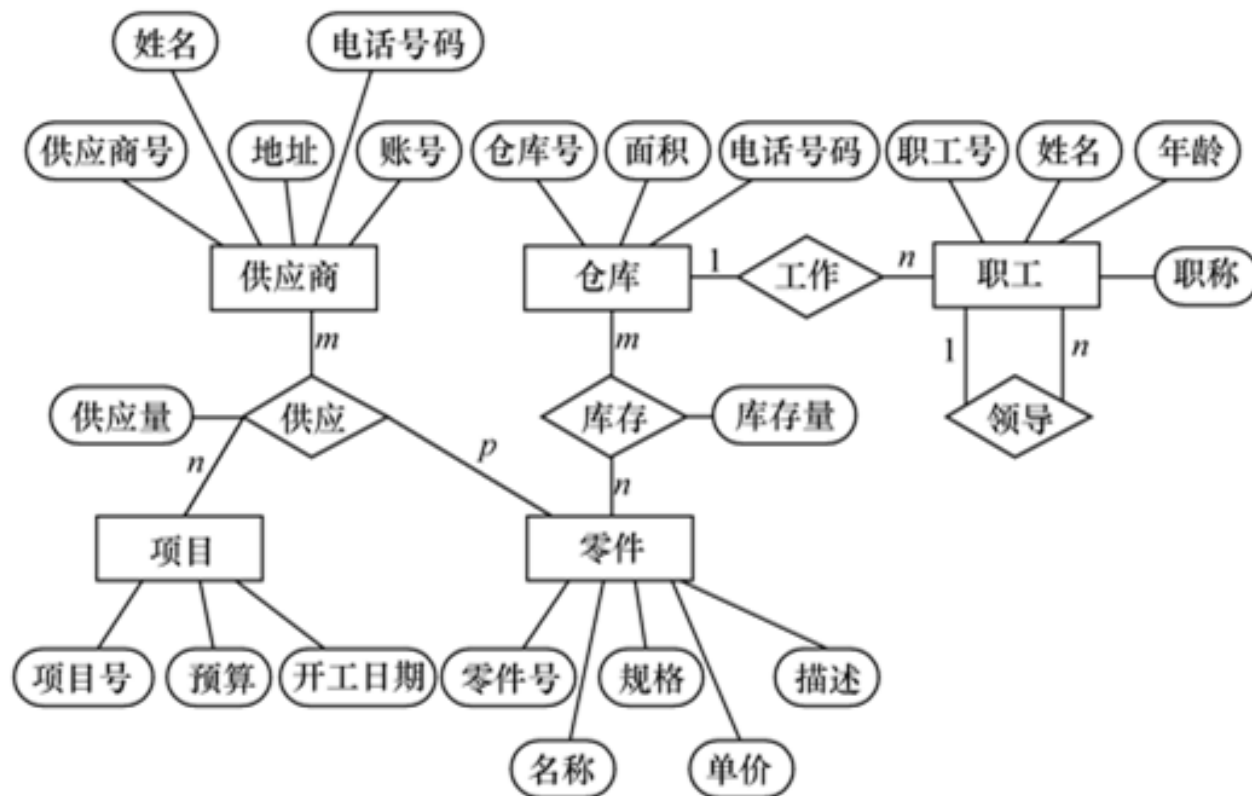 姓名 电话号码
供应商号 地址 账号 仓库号 面积 电话号码 职工号 姓名 年龄
供应商 仓库 1 工作 n 职工 职称
m m 1 n
供应量 供应 库存 库存量 领导
n p n
项目 零件
项目号 预算 开工日期 零件号 规格 描述
名称 单价